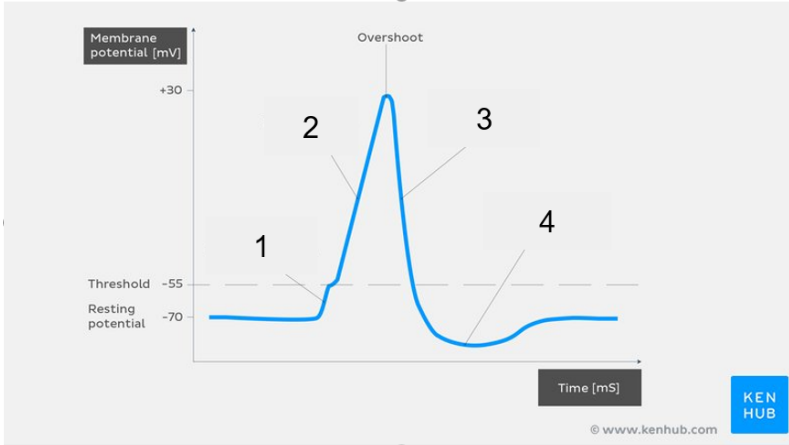 Membrane
potential [mV]
Overshoot
+30
2
3
4
1
Threshold -55
Resting
potential
-70
Time [mS]
KEN
HUB
© www.kenhub.com